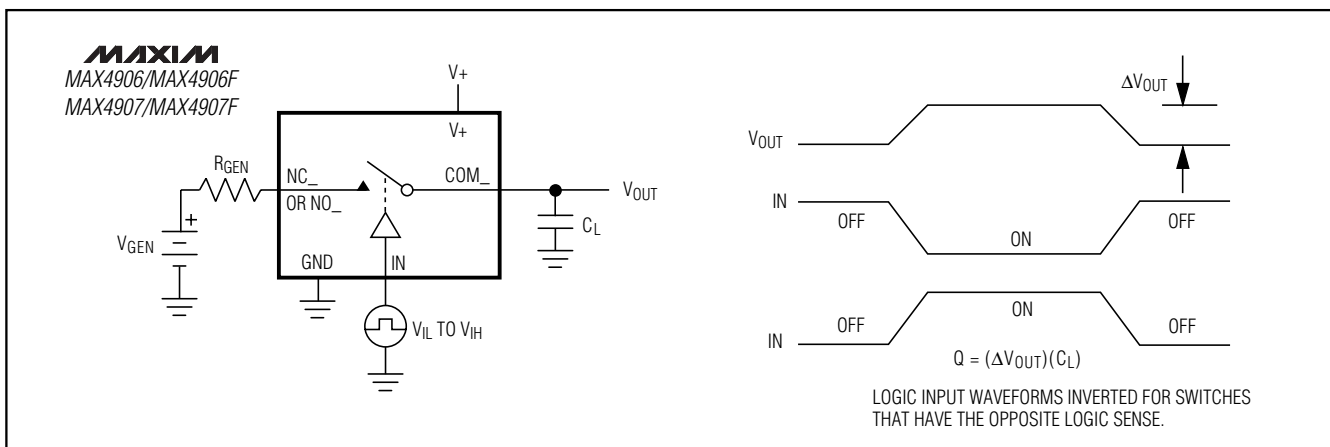 MAXIM
MAX4906/MAX4906F
MAX4907/MAX4907F
V+
V+
RGEN
NC_
OR NO_
COM_
VOUT
CL
VGEN
+
GND
IN
VIL TO VIH
ΔVOUT
VOUT
IN
OFF
ON
OFF
IN
OFF
ON
OFF
Q = (ΔVOUT)(CL)
LOGIC INPUT WAVEFORMS INVERTED FOR SWITCHES
THAT HAVE THE OPPOSITE LOGIC SENSE.